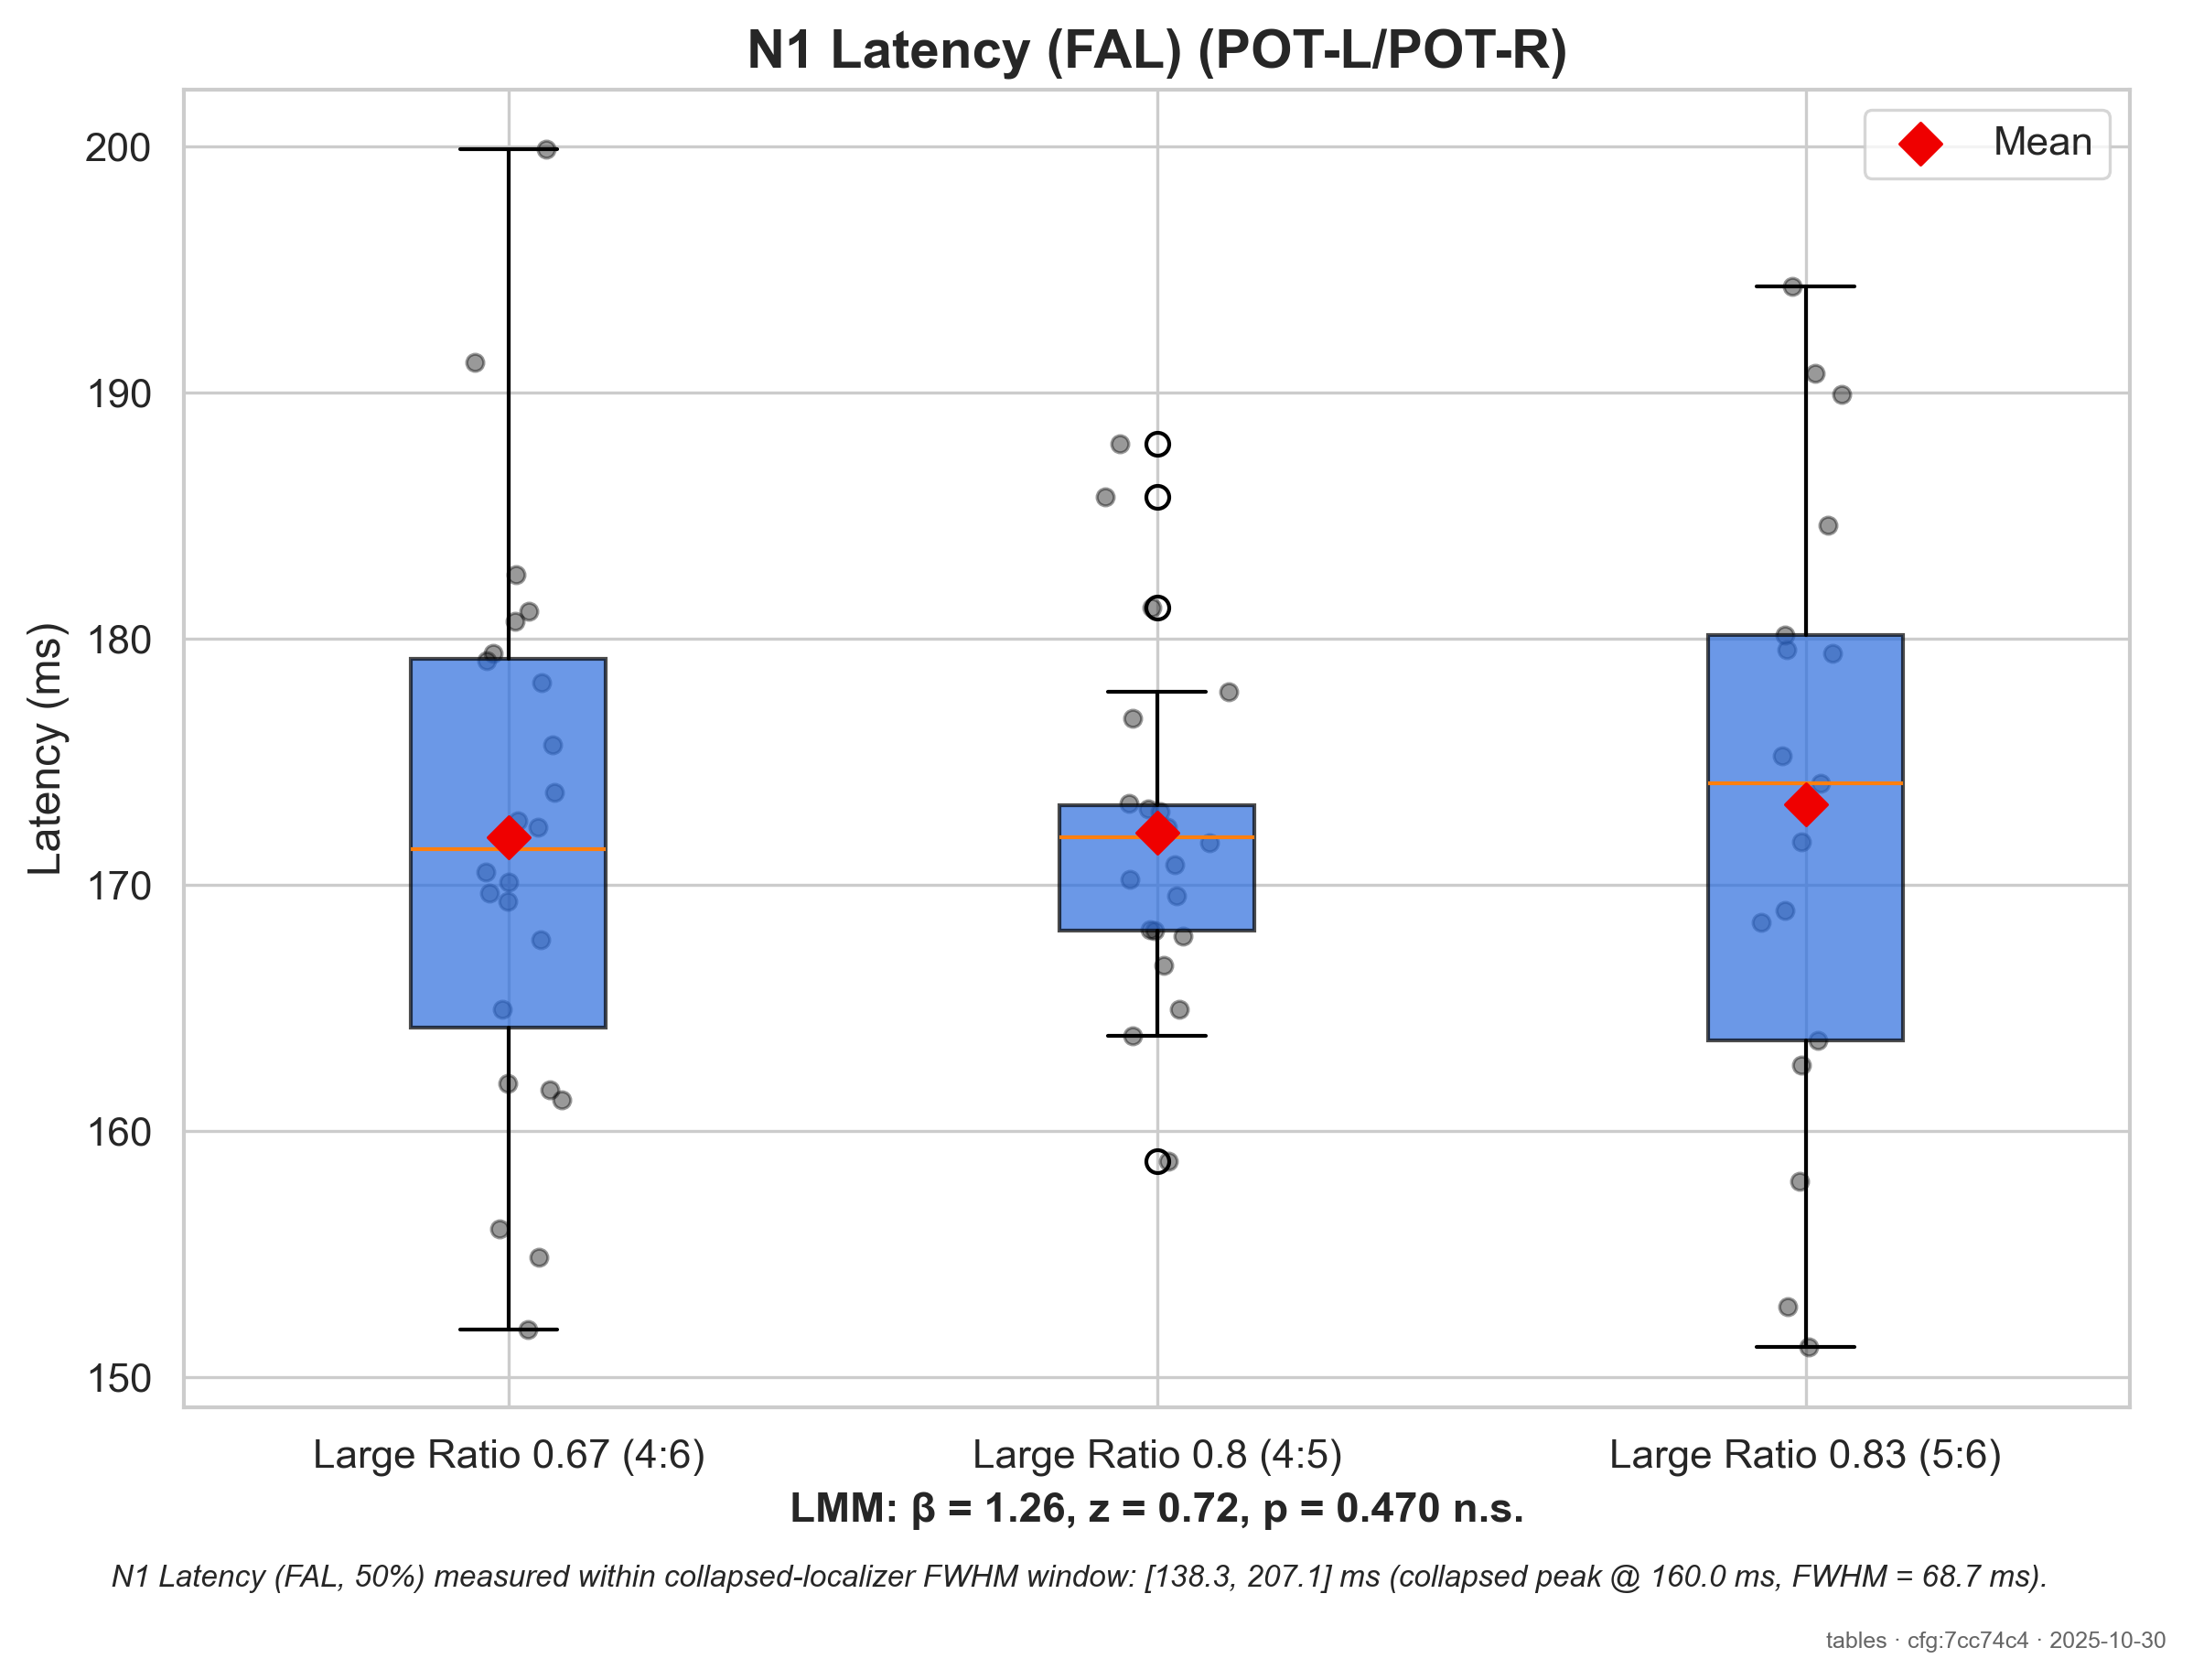 N1 Latency (FAL) (POT-L/POT-R)
Mean
200
190
180
170
160
150
Latency (ms)
Large Ratio 0.67 (4:6)
Large Ratio 0.8 (4:5)
Large Ratio 0.83 (5:6)
LMM: β = 1.26, z = 0.72, p = 0.470 n.s.
N1 Latency (FAL, 50%) measured within collapsed-localizer FWHM window: [138.3, 207.1] ms (collapsed peak @ 160.0 ms, FWHM = 68.7 ms).
tables · cfg:7cc74c4 · 2025-10-30